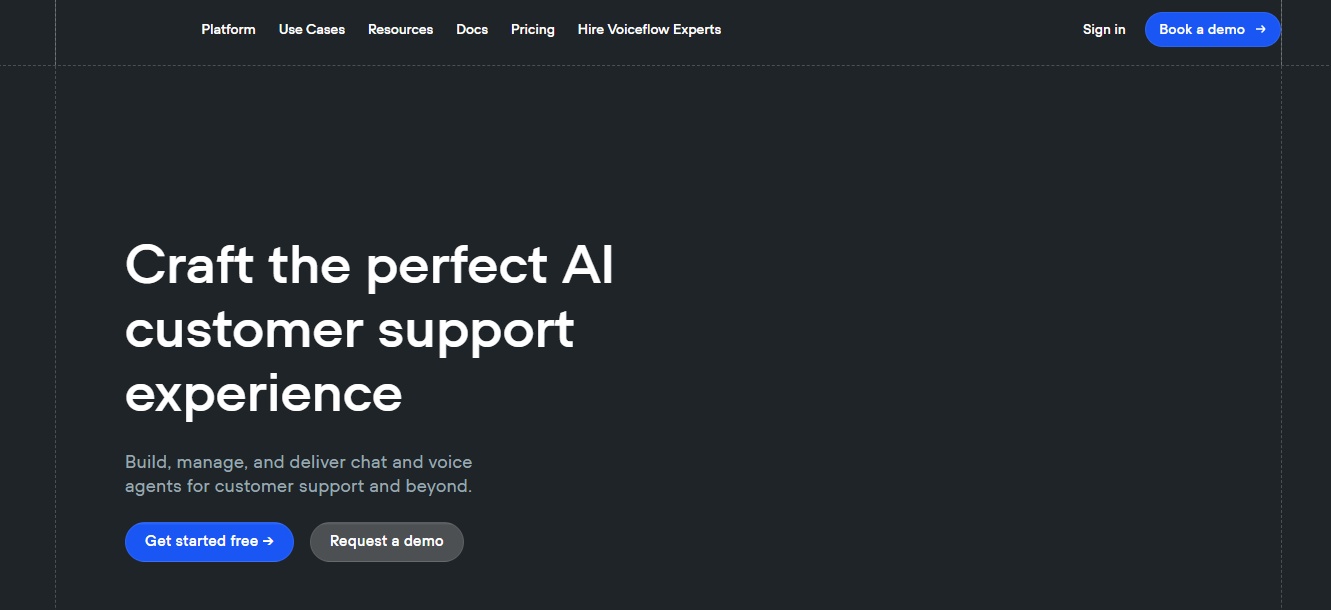 Platform Use Cases Resources Docs Pricing Hire Voiceflow Experts Sign in Book a demo →
Craft the perfect AI
customer support
experience
Build, manage, and deliver chat and voice
agents for customer support and beyond.
Get started free → Request a demo